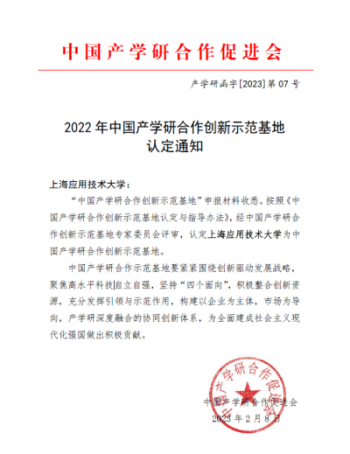 中国产学研合作促进会
产学研函字[2023]第 07 号
2022 年中国产学研合作创新示范基地
认定通知
上海应用技术大学：
“中国产学研合作创新示范基地”申报材料收悉。按照《中
国产学研合作创新示范基地认定与指导办法》，经中国产学研合
作创新示范基地专家委员会评审，认定上海应用技术大学为中
国产学研合作创新示范基地。
中国产学研合作示范基地要紧紧围绕创新驱动发展战略，
聚焦高水平科技自立自强，坚持“四个面向”，积极整合创新资
源，充分发挥引领与示范作用，构建以企业为主体，市场为导
向，产学研深度融合的协同创新体系，为全面建成社会主义现
代化强国做出积极贡献。
中国产学研合作促进会
中国产学研合作促进会
2023 年 2 月 8 日